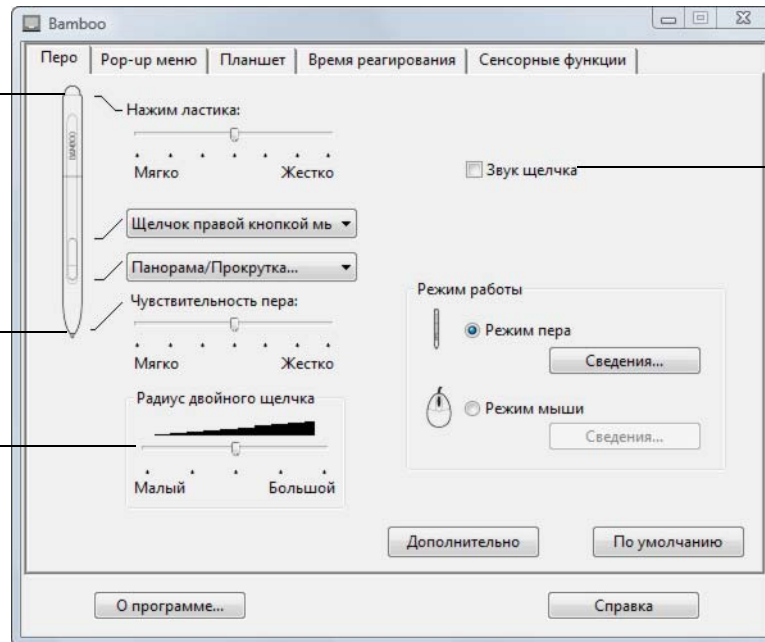 Bamboo
Перо
Pop-up меню
Планшет
Время реагирования
Сенсорные функции
BAMBOO
Нажим ластика:
Мягко Жестко
Звук щелчка
Щелчок правой кнопкой мь
Панорама/Прокрутка...
Чувствительность пера:
Мягко Жестко
Радиус двойного щелчка
Малый Большой
Режим работы
Режим пера
Сведения...
Режим мыши
Сведения...
Дополнительно
По умолчанию
О программе...
Справка